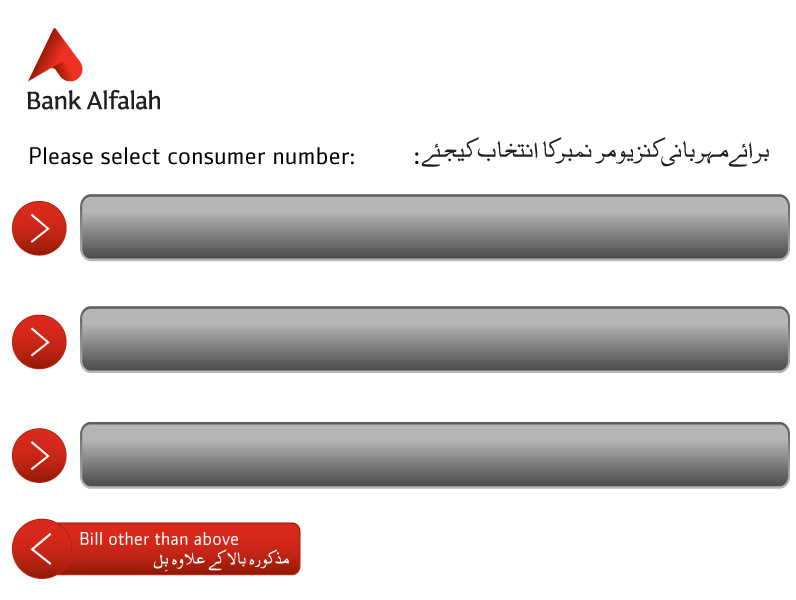 Bank Alfalah
Please select consumer number:
برائے مہربانی کنزیومر نمبر کا انتخاب کیجئے:
Bill other than above
مذکورہ بالا کے علاوہ بِل